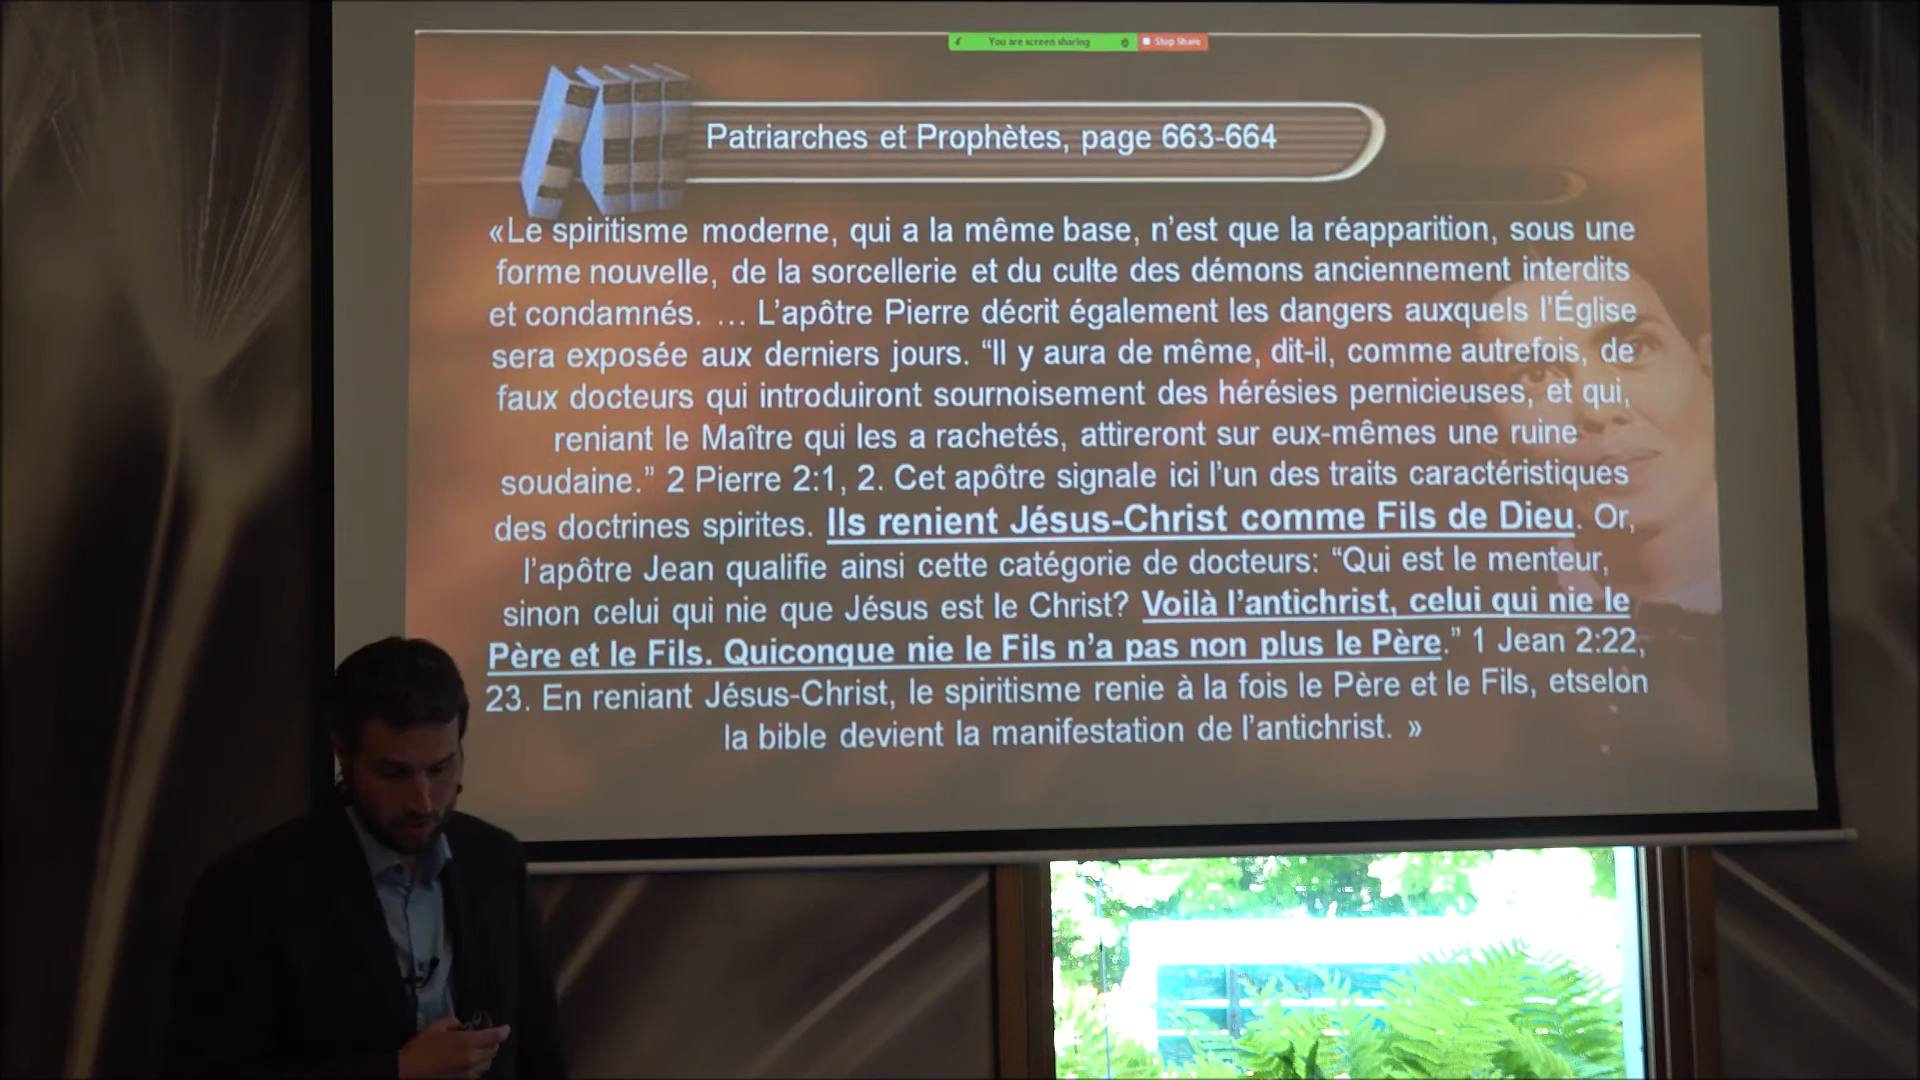 You are screen sharing
Stop Share
Patriarches et Prophètes, page 663-664
«Le spiritisme moderne, qui a la même base, n’est que la réapparition, sous une
forme nouvelle, de la sorcellerie et du culte des démons anciennement interdits
et condamnés. … L’apôtre Pierre décrit également les dangers auxquels l’Église
sera exposée aux derniers jours. “Il y aura de même, dit-il, comme autrefois, de
faux docteurs qui introduiront sournoisement des hérésies pernicieuses, et qui,
reniant le Maître qui les a rachetés, attireront sur eux-mêmes une ruine
soudaine.” 2 Pierre 2:1, 2. Cet apôtre signale ici l’un des traits caractéristiques
des doctrines spirites. Ils renient Jésus-Christ comme Fils de Dieu. Or,
l’apôtre Jean qualifie ainsi cette catégorie de docteurs: “Qui est le menteur,
sinon celui qui nie que Jésus est le Christ? Voilà l’antichrist, celui qui nie le
Père et le Fils. Quiconque nie le Fils n’a pas non plus le Père.” 1 Jean 2:22,
23. En reniant Jésus-Christ, le spiritisme renie à la fois le Père et le Fils, etselon
la bible devient la manifestation de l’antichrist. »